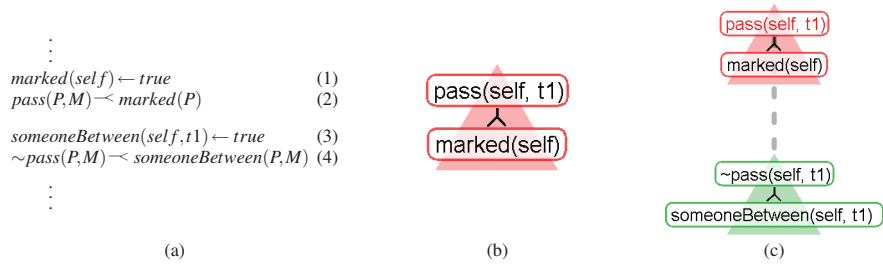 marked(self) ← true (1)
pass(P,M) ⤙ marked(P) (2)
someoneBetween(self,t1) ← true (3)
∼pass(P,M) ⤙ someoneBetween(P,M) (4)
(a)
pass(self, t1)
marked(self)
(b)
pass(self, t1)
marked(self)
~pass(self, t1)
someoneBetween(self, t1)
(c)